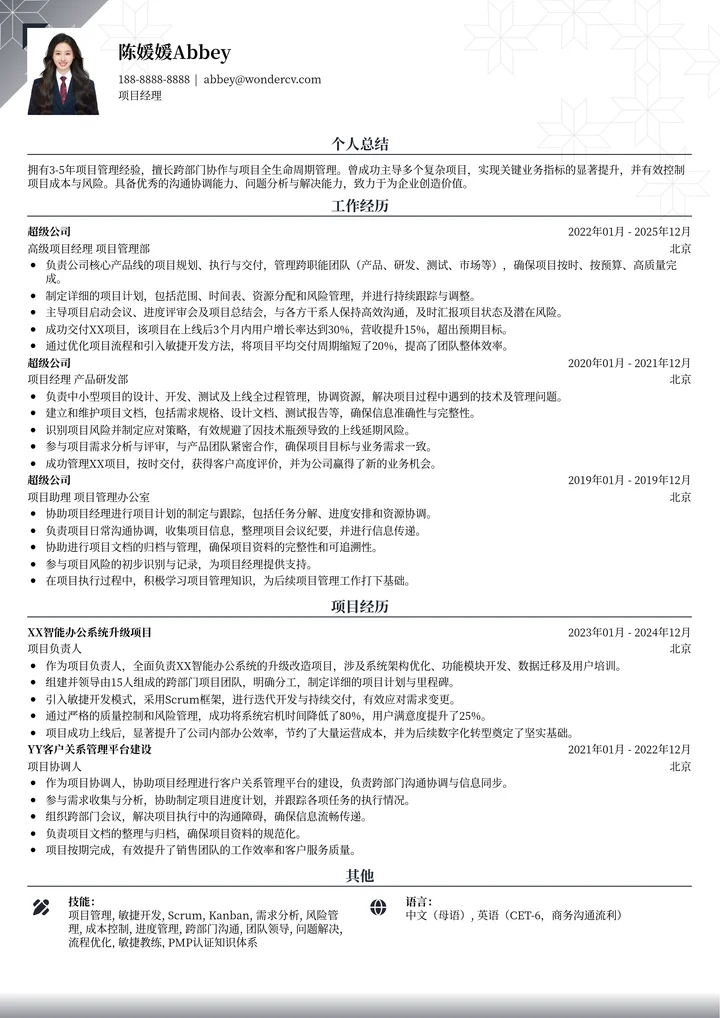 陈媛媛Abbey
188-8888-8888 | abbey@wondercv.com
项目经理
个人总结
拥有3-5年项目管理经验，擅长跨部门协作与项目全生命周期管理。曾成功主导多个复杂项目，实现关键业务指标的显著提升，并有效控制
项目成本与风险。具备优秀的沟通协调能力、问题分析与解决能力，致力于为企业创造价值。
工作经历
超级公司 2022年01月 - 2025年12月
高级项目经理 项目管理部 北京
• 负责公司核心产品线的项目规划、执行与交付，管理跨职能团队（产品、研发、测试、市场等），确保项目按时、按预算、高质量完
成。
• 制定详细的项目计划，包括范围、时间表、资源分配和风险管理，并进行持续跟踪与调整。
• 主导项目启动会议、进度评审会及项目总结会，与各方干系人保持高效沟通，及时汇报项目状态及潜在风险。
• 成功交付XX项目，该项目在上线后3个月内用户增长率达到30%，营收提升15%，超出预期目标。
• 通过优化项目流程和引入敏捷开发方法，将项目平均交付周期缩短了20%，提高了团队整体效率。
超级公司 2020年01月 - 2021年12月
项目经理 产品研发部 北京
• 负责中小型项目的设计、开发、测试及上线全过程管理，协调资源，解决项目过程中遇到的技术及管理问题。
• 建立和维护项目文档，包括需求规格、设计文档、测试报告等，确保信息准确性与完整性。
• 识别项目风险并制定应对策略，有效规避了因技术瓶颈导致的上线延期风险。
• 参与项目需求分析与评审，与产品团队紧密合作，确保项目目标与业务需求一致。
• 成功管理XX项目，按时交付，获得客户高度评价，并为公司赢得了新的业务机会。
超级公司 2019年01月 - 2019年12月
项目助理 项目管理办公室 北京
• 协助项目经理进行项目计划的制定与跟踪，包括任务分解、进度安排和资源协调。
• 负责项目日常沟通协调，收集项目信息，整理项目会议纪要，并进行信息传递。
• 协助进行项目文档的归档与管理，确保项目资料的完整性和可追溯性。
• 参与项目风险的初步识别与记录，为项目经理提供支持。
• 在项目执行过程中，积极学习项目管理知识，为后续项目管理工作打下基础。
项目经历
XX智能办公系统升级项目 2023年01月 - 2024年12月
项目负责人 北京
• 作为项目负责人，全面负责XX智能办公系统的升级改造项目，涉及系统架构优化、功能模块开发、数据迁移及用户培训。
• 组建并领导由15人组成的跨部门项目团队，明确分工，制定详细的项目计划与里程碑。
• 引入敏捷开发模式，采用Scrum框架，进行迭代开发与持续交付，有效应对需求变更。
• 通过严格的质量控制和风险管理，成功将系统宕机时间降低了80%，用户满意度提升了25%。
• 项目成功上线后，显著提升了公司内部办公效率，节约了大量运营成本，并为后续数字化转型奠定了坚实基础。
YY客户关系管理平台建设 2021年01月 - 2022年12月
项目协调人 北京
• 作为项目协调人，协助项目经理进行客户关系管理平台的建设，负责跨部门沟通协调与信息同步。
• 参与需求收集与分析，协助制定项目进度计划，并跟踪各项任务的执行情况。
• 组织跨部门会议，解决项目执行中的沟通障碍，确保信息流畅传递。
• 负责项目文档的整理与归档，确保项目资料的规范化。
• 项目按期完成，有效提升了销售团队的工作效率和客户服务质量。
其他
技能：
项目管理, 敏捷开发, Scrum, Kanban, 需求分析, 风险管
理, 成本控制, 进度管理, 跨部门沟通, 团队领导, 问题解决,
流程优化, 敏捷教练, PMP认证知识体系
语言：
中文（母语）, 英语（CET-6，商务沟通流利）